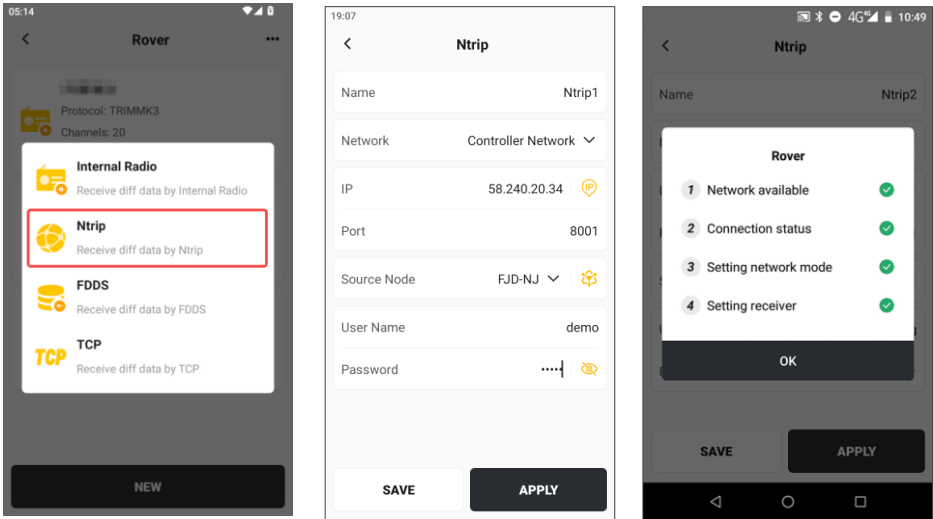 05:14
Rover
Protocol: TRIMMK3
Channels: 20
Internal Radio
Receive diff data by Internal Radio
Ntrip
Receive diff data by Ntrip
FDDS
Receive diff data by FDDS
TCP
TCP
Receive diff data by TCP
NEW
19:07
Ntrip
Name Ntrip1
Network Controller Network
IP 58.240.20.34 IP
Port 8001
Source Node FJD-NJ
User Name demo
Password •••••
SAVE APPLY
4G 4G 10:49
Ntrip
Name Ntrip2
Rover
1 Network available
2 Connection status
3 Setting network mode
4 Setting receiver
OK
SAVE APPLY